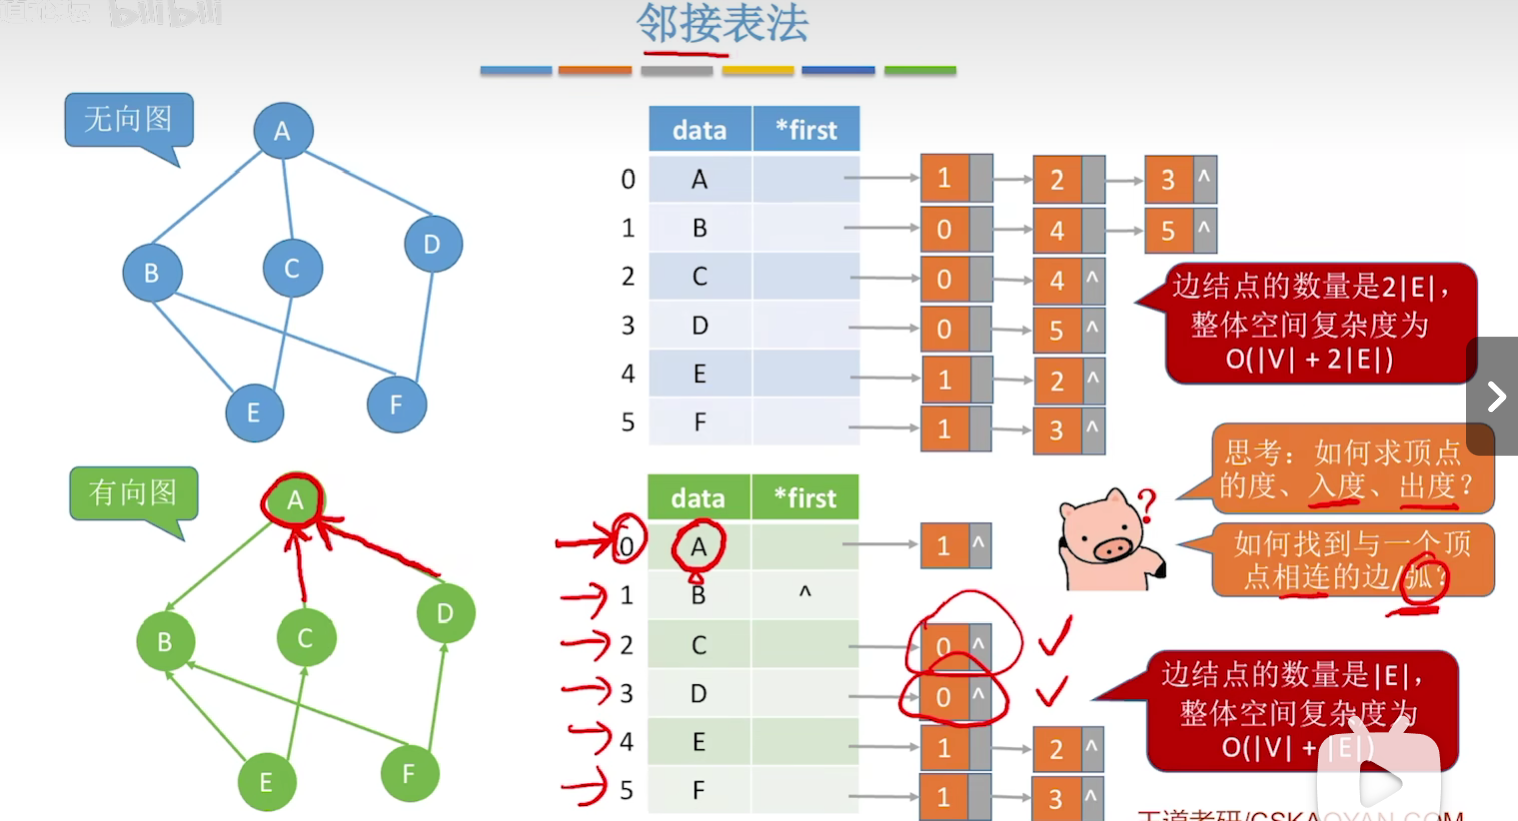 bilibili
邻接表法
无向图
A
B
C
D
E
F
data *first
0 A 1 2 3 ^
1 B 0 4 5 ^
2 C 0 4 ^
3 D 0 5 ^
4 E 1 2 ^
5 F 1 3 ^
边结点的数量是2|E|，
整体空间复杂度为
O(|V| + 2|E|)
思考：如何求顶点
的度、入度、出度？
?
如何找到与一个顶
点相连的边/弧？
有向图
A
B
C
D
E
F
data *first
0 A 1 ^
1 B ^
2 C 0 ^
3 D 0 ^
4 E 1 2 ^
5 F 1 3 ^
边结点的数量是|E|，
整体空间复杂度为
O(|V| + |E|)
王道考研/CSKAOYAN.COM